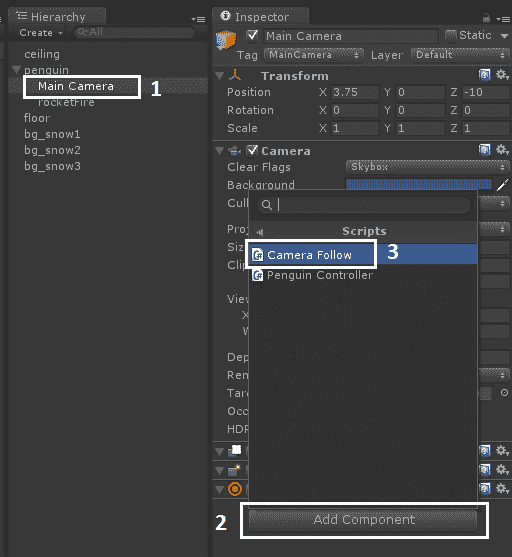 Hierarchy
Create
All
ceiling
penguin
Main Camera
1
rocketFire
floor
bg_snow1
bg_snow2
bg_snow3
Inspector
Main Camera
Static
Tag MainCamera Layer Default
Transform
Position X 3.75 Y 0 Z -10
Rotation X 0 Y 0 Z 0
Scale X 1 Y 1 Z 1
Camera
Clear Flags Skybox
Background
Cull
Proj
Siz
Clip
View
X
W
Dep
Ren
Targ
Occ
HDR
Scripts
Camera Follow 3
Penguin Controller
2 Add Component